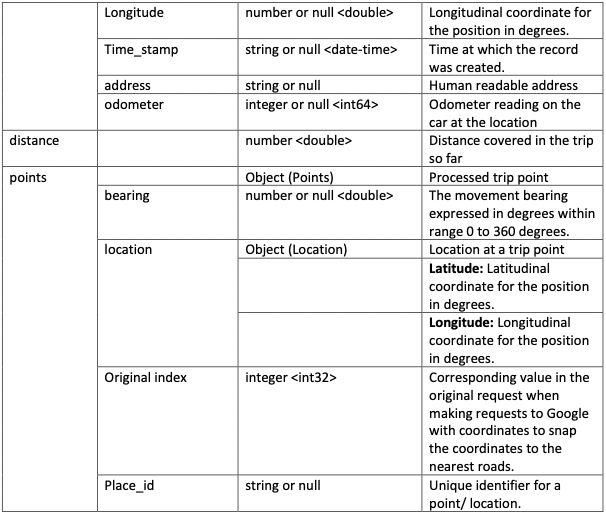 Longitude number or null <double> Longitudinal coordinate for
the position in degrees.
Time_stamp string or null <date-time> Time at which the record
was created.
address string or null Human readable address
odometer integer or null <int64> Odometer reading on the
car at the location
distance number <double> Distance covered in the trip
so far
points Object (Points) Processed trip point
bearing number or null <double> The movement bearing
expressed in degrees within
range 0 to 360 degrees.
location Object (Location) Location at a trip point
Latitude: Latitudinal
coordinate for the position
in degrees.
Longitude: Longitudinal
coordinate for the position
in degrees.
Original index integer <int32> Corresponding value in the
original request when
making requests to Google
with coordinates to snap
the coordinates to the
nearest roads.
Place_id string or null Unique identifier for a
point/ location.